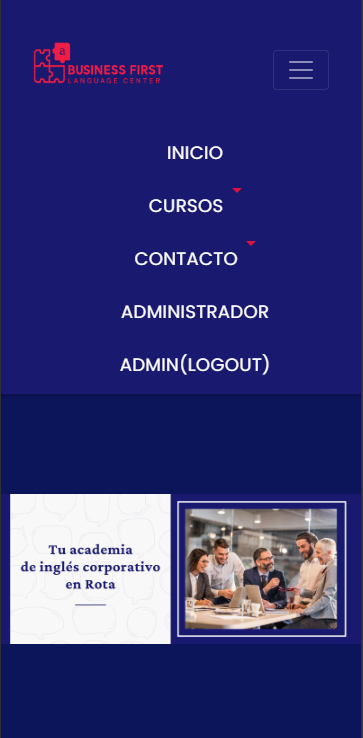 a
BUSINESS FIRST
LANGUAGE CENTER
INICIO
CURSOS
CONTACTO
ADMINISTRADOR
ADMIN(LOGOUT)
Tu academia
de inglés corporativo
en Rota